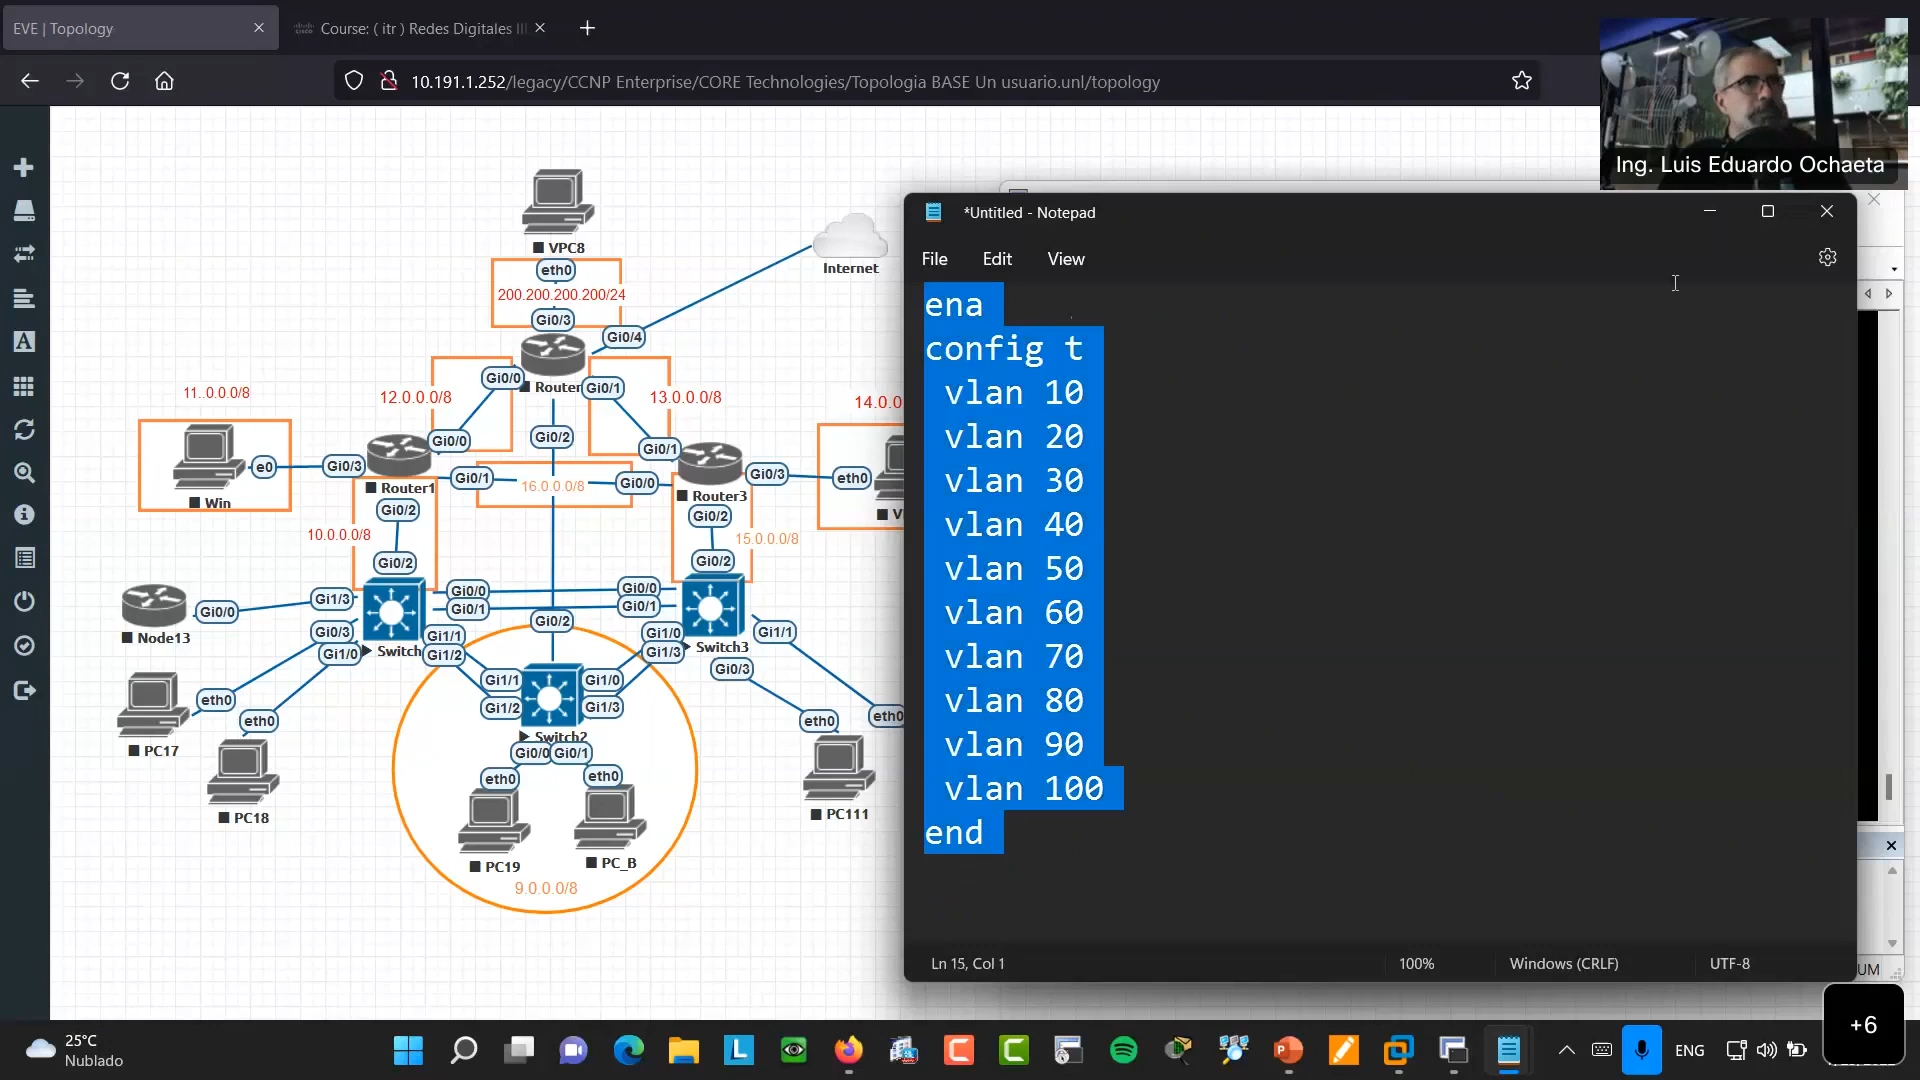 EVE | Topology
Course: ( itr ) Redes Digitales III
10.191.1.252/legacy/CCNP Enterprise/CORE Technologies/Topologia BASE Un usuario.unl/topology
Ing. Luis Eduardo Ochaeta
VPC8
eth0
200.200.200.200/24
Gi0/3
Internet
Gi0/4
Router
Gi0/0
Gi0/1
11..0.0.0/8
12.0.0.0/8
13.0.0.0/8
14.0.0
Gi0/0
Gi0/2
Gi0/1
e0
Gi0/3
Win
Router1
Gi0/1
16.0.0.0/8
Gi0/0
Router3
Gi0/3
eth0
V
Gi0/2
Gi0/2
10.0.0.0/8
15.0.0.0/8
Gi0/2
Gi0/2
Node13
Gi0/0
Gi1/3
Gi0/3
Gi1/0
Switch
Gi0/0
Gi0/1
Gi0/0
Gi0/1
Gi1/1
Gi1/2
Gi0/2
Gi1/0
Gi1/3
Switch3
Gi1/1
Gi0/3
Gi1/1
Gi1/2
Gi1/0
Gi1/3
Switch2
Gi0/0
Gi0/1
eth0
eth0
PC17
PC18
eth0
eth0
PC19
PC_B
9.0.0.0/8
eth0
eth0
PC111
*Untitled - Notepad
File
Edit
View
ena
config t
vlan 10
vlan 20
vlan 30
vlan 40
vlan 50
vlan 60
vlan 70
vlan 80
vlan 90
vlan 100
end
Ln 15, Col 1
100%
Windows (CRLF)
UTF-8
UM
+6
25°C
Nublado
ENG